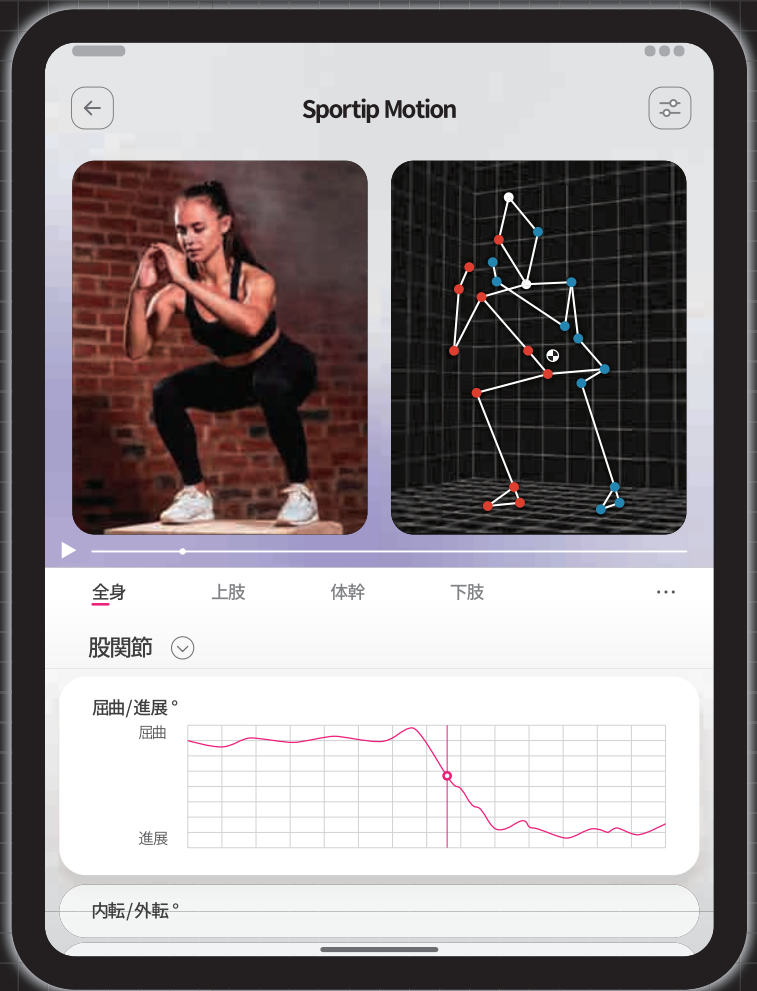 Sportip Motion
全身
上肢
体幹
下肢
…
股関節
屈曲/進展 °
屈曲
進展
内転/外転 °